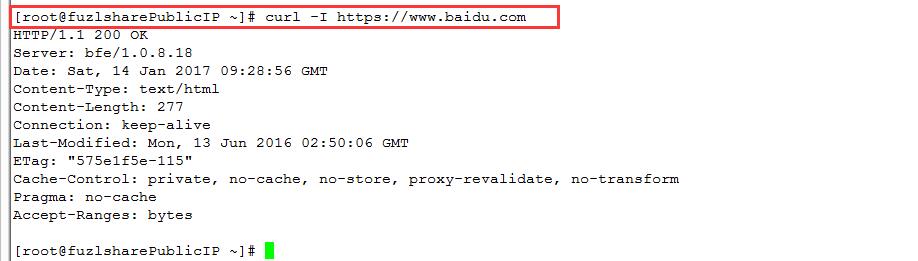 [root@fuzlsharePublicIP ~]# curl -I https://www.baidu.com
HTTP/1.1 200 OK
Server: bfe/1.0.8.18
Date: Sat, 14 Jan 2017 09:28:56 GMT
Content-Type: text/html
Content-Length: 277
Connection: keep-alive
Last-Modified: Mon, 13 Jun 2016 02:50:06 GMT
ETag: "575e1f5e-115"
Cache-Control: private, no-cache, no-store, proxy-revalidate, no-transform
Pragma: no-cache
Accept-Ranges: bytes
[root@fuzlsharePublicIP ~]#